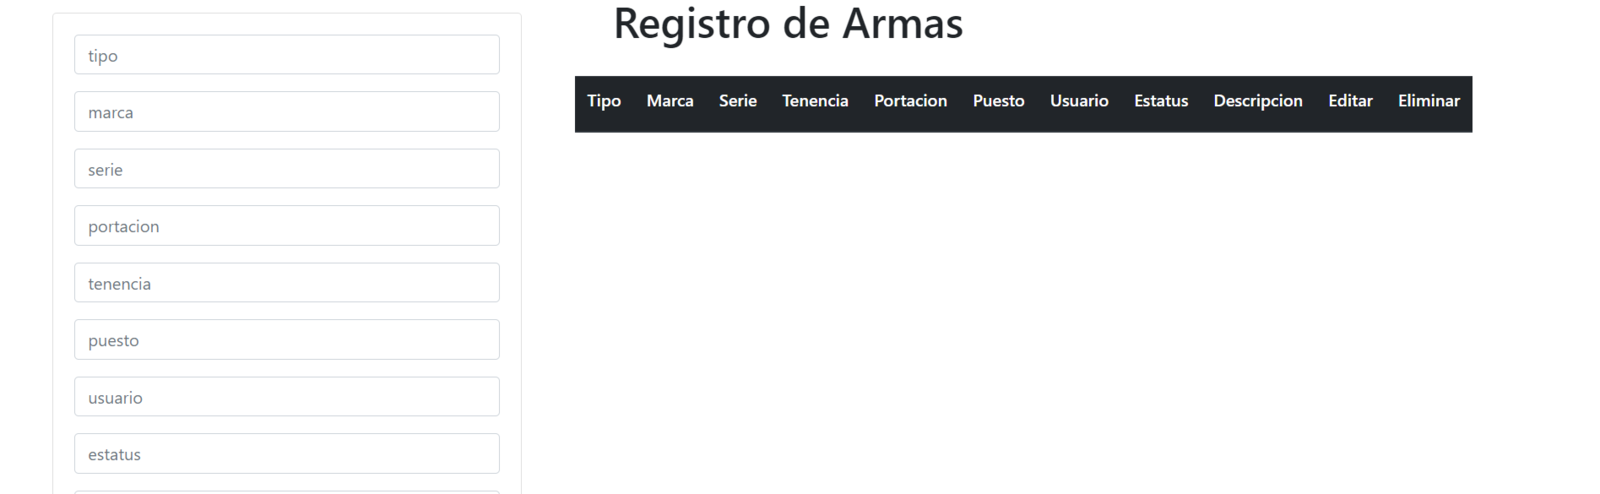 tipo
marca
serie
portacion
tenencia
puesto
usuario
estatus
Registro de Armas
Tipo Marca Serie Tenencia Portacion Puesto Usuario Estatus Descripcion Editar Eliminar